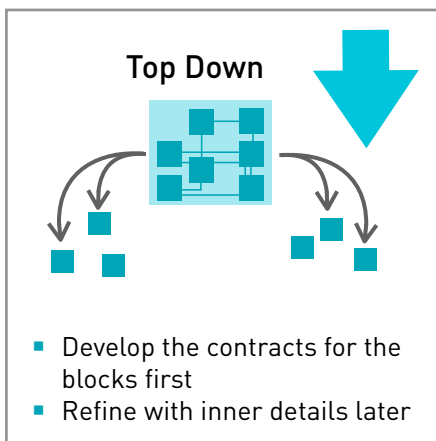 Top Down
▪ Develop the contracts for the
blocks first
▪ Refine with inner details later